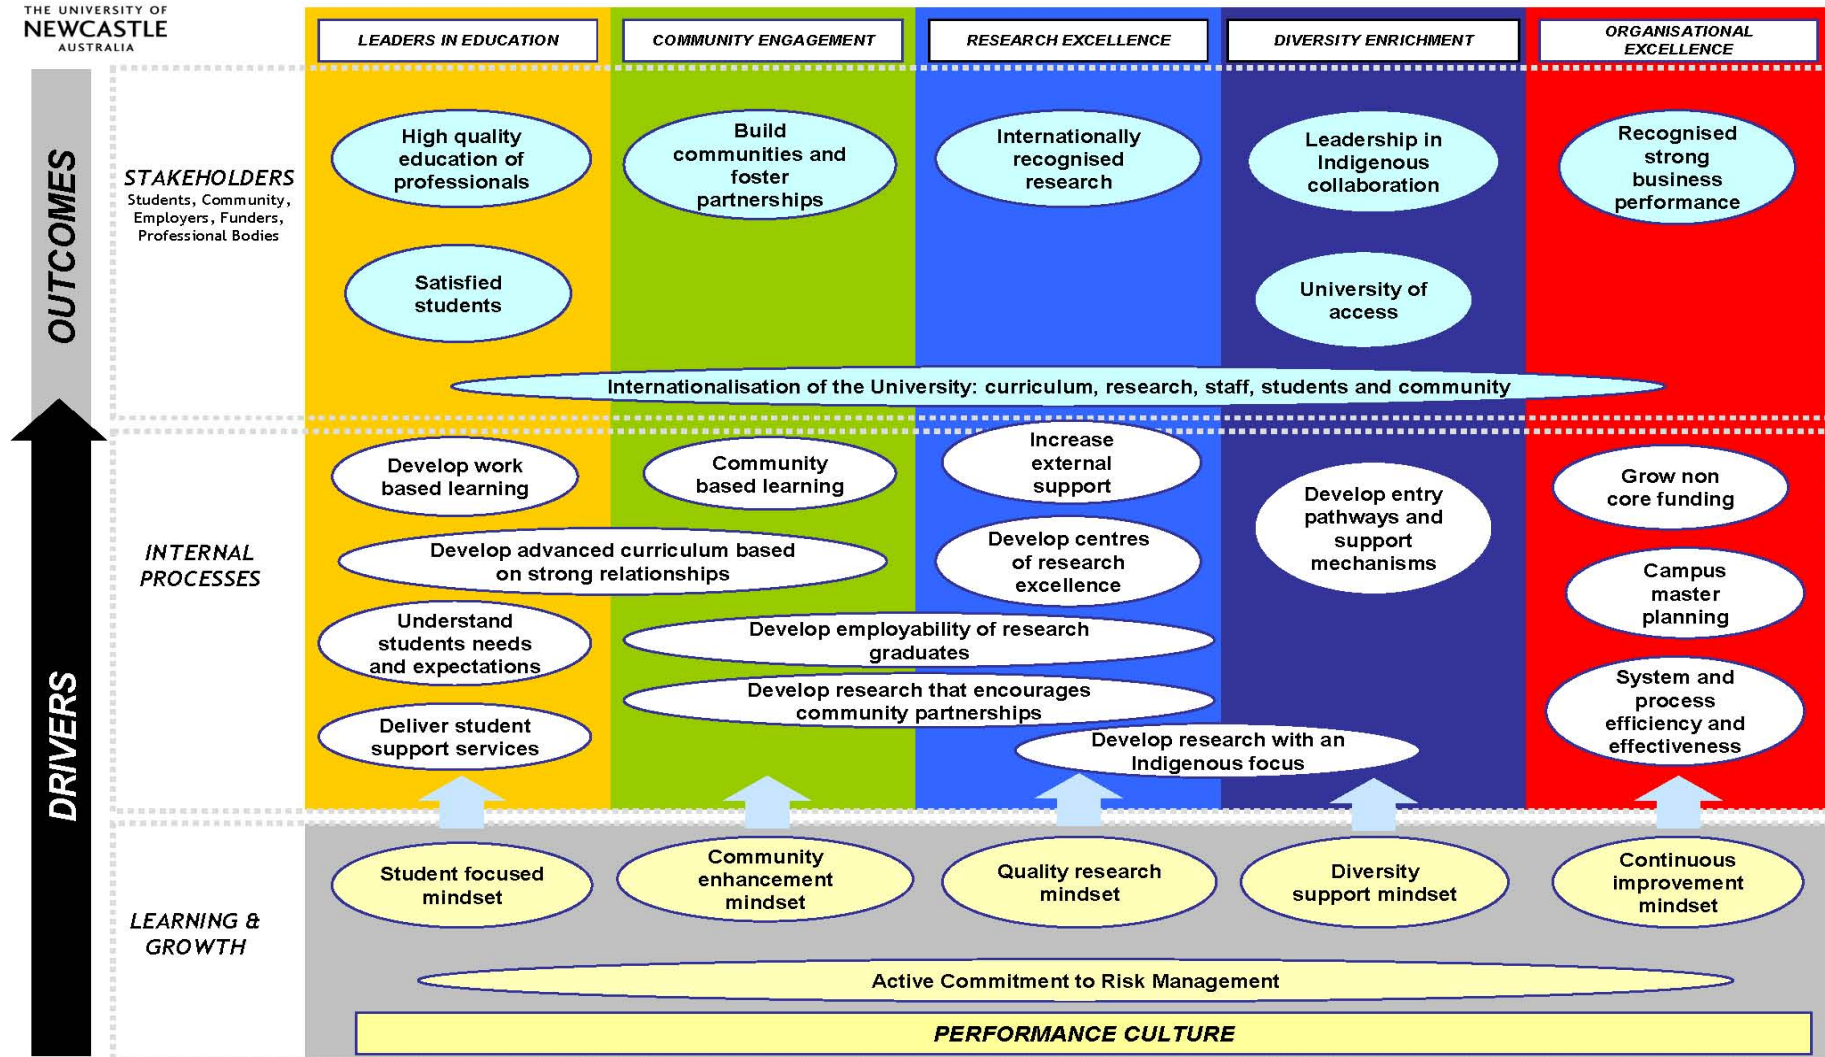 THE UNIVERSITY OF
NEWCASTLE
AUSTRALIA
LEADERS IN EDUCATION
COMMUNITY ENGAGEMENT
RESEARCH EXCELLENCE
DIVERSITY ENRICHMENT
ORGANISATIONAL
EXCELLENCE
OUTCOMES
STAKEHOLDERS
Students, Community,
Employers, Funders,
Professional Bodies
High quality
education of
professionals
Build
communities and
foster
partnerships
Internationally
recognised
research
Leadership in
Indigenous
collaboration
Recognised
strong
business
performance
Satisfied
students
University of
access
Internationalisation of the University: curriculum, research, staff, students and community
DRIVERS
INTERNAL
PROCESSES
Develop work
based learning
Community
based learning
Increase
external
support
Develop entry
pathways and
support
mechanisms
Grow non
core funding
Develop advanced curriculum based
on strong relationships
Develop centres
of research
excellence
Campus
master
planning
Understand
students needs
and expectations
Develop employability of research
graduates
Develop research that encourages
community partnerships
System and
process
efficiency and
effectiveness
Deliver student
support services
Develop research with an
Indigenous focus
LEARNING &
GROWTH
Student focused
mindset
Community
enhancement
mindset
Quality research
mindset
Diversity
support mindset
Continuous
improvement
mindset
Active Commitment to Risk Management
PERFORMANCE CULTURE